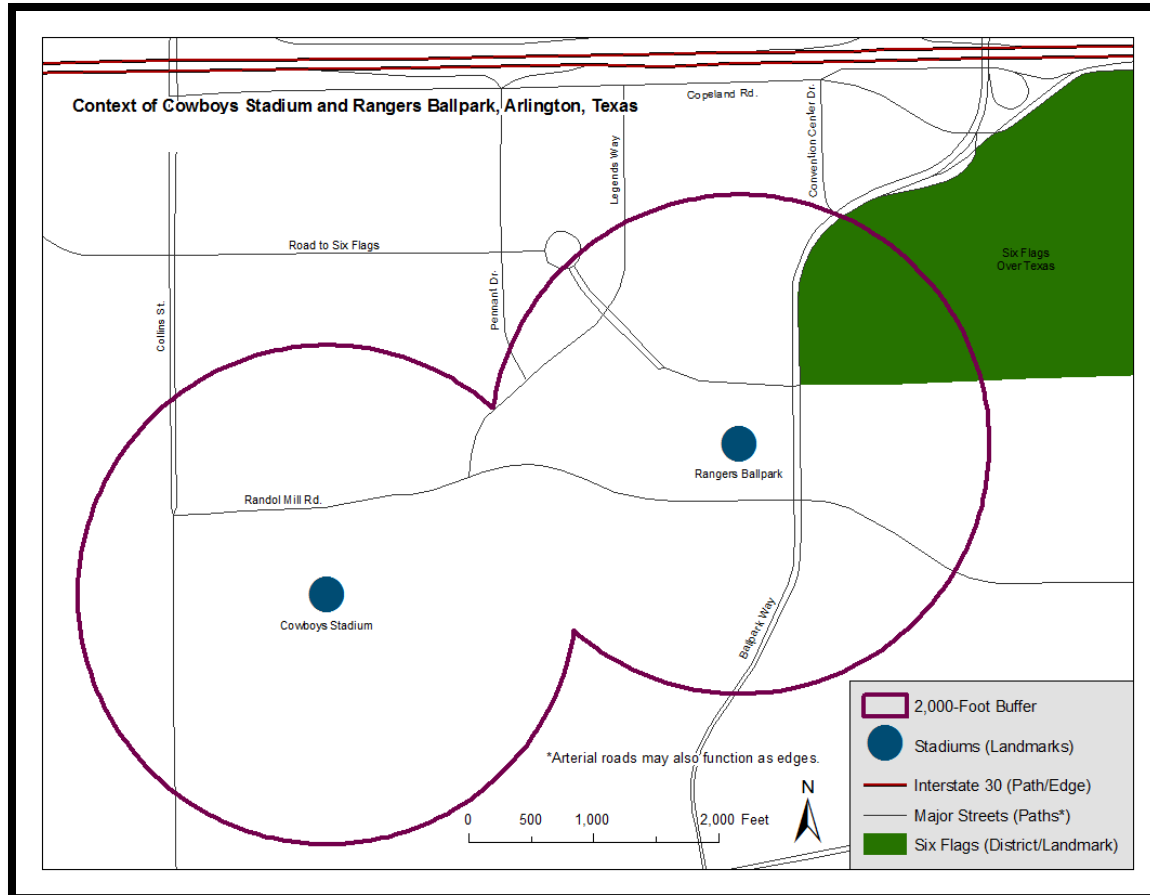 Context of Cowboys Stadium and Rangers Ballpark, Arlington, Texas
Copeland Rd.
Convention Center Dr.
Legends Way
Road to Six Flags
Six Flags
Over Texas
Pennant Dr.
Collins St.
Rangers Ballpark
Randol Mill Rd.
Cowboys Stadium
Ballpark Way
*Arterial roads may also function as edges.
0 500 1,000 2,000 Feet
N
2,000-Foot Buffer
Stadiums (Landmarks)
Interstate 30 (Path/Edge)
Major Streets (Paths*)
Six Flags (District/Landmark)